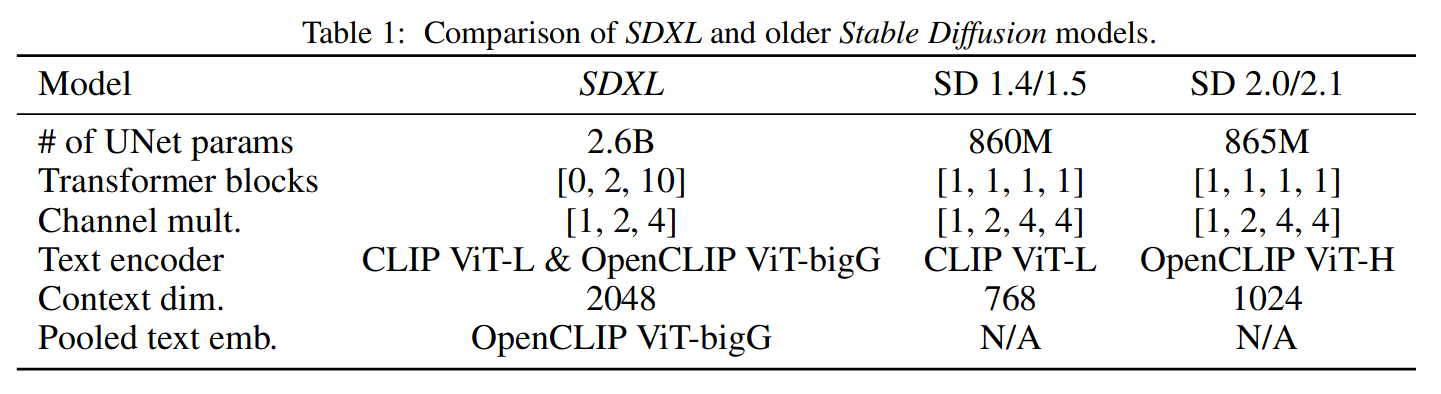 Table 1: Comparison of SDXL and older Stable Diffusion models.
Model SDXL SD 1.4/1.5 SD 2.0/2.1
# of UNet params 2.6B 860M 865M
Transformer blocks [0, 2, 10] [1, 1, 1, 1] [1, 1, 1, 1]
Channel mult. [1, 2, 4] [1, 2, 4, 4] [1, 2, 4, 4]
Text encoder CLIP ViT-L & OpenCLIP ViT-bigG CLIP ViT-L OpenCLIP ViT-H
Context dim. 2048 768 1024
Pooled text emb. OpenCLIP ViT-bigG N/A N/A